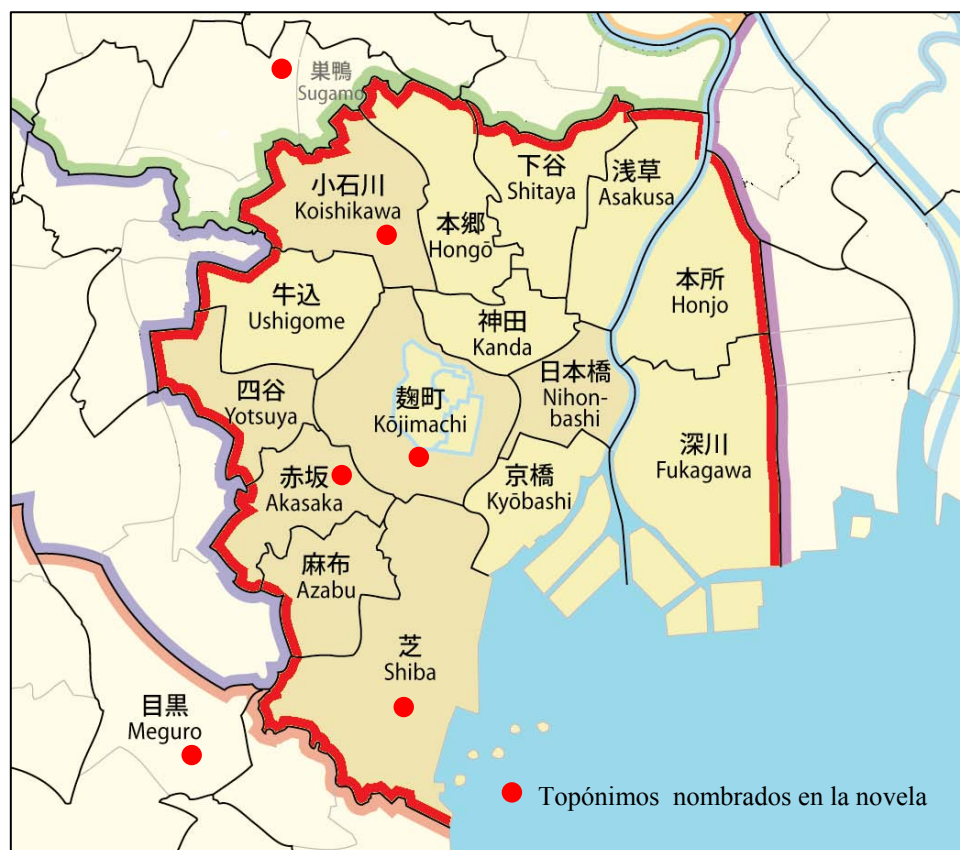 巣鴨
Sugamo
下谷
Shitaya
浅草
Asakusa
小石川
Koishikawa
本郷
Hongō
本所
Honjo
牛込
Ushigome
神田
Kanda
日本橋
Nihon-
bashi
四谷
Yotsuya
麹町
Kōjimachi
深川
Fukagawa
赤坂
Akasaka
京橋
Kyōbashi
麻布
Azabu
芝
Shiba
目黒
Meguro
Topónimos nombrados en la novela